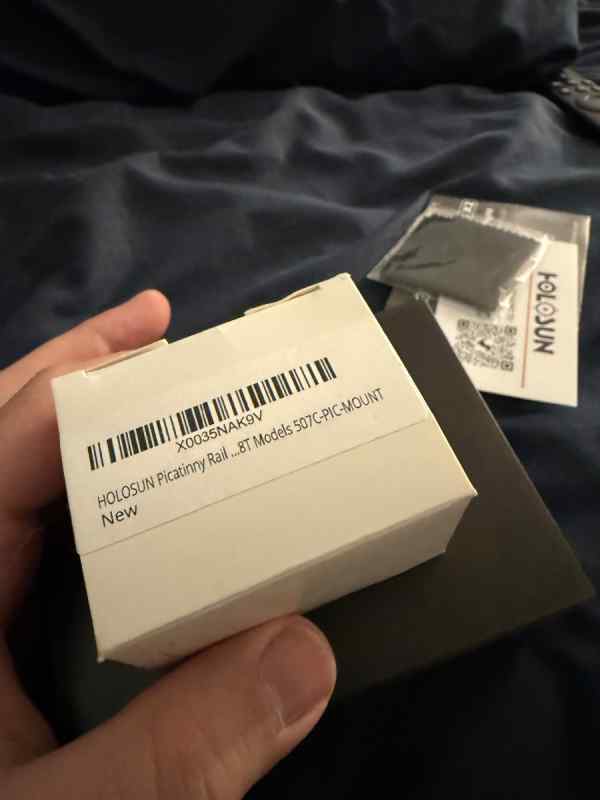 X0035NAK9V
HOLOSUN Picatinny Rail ...8T Models 507C-PIC-MOUNT
New
HOLOSUN